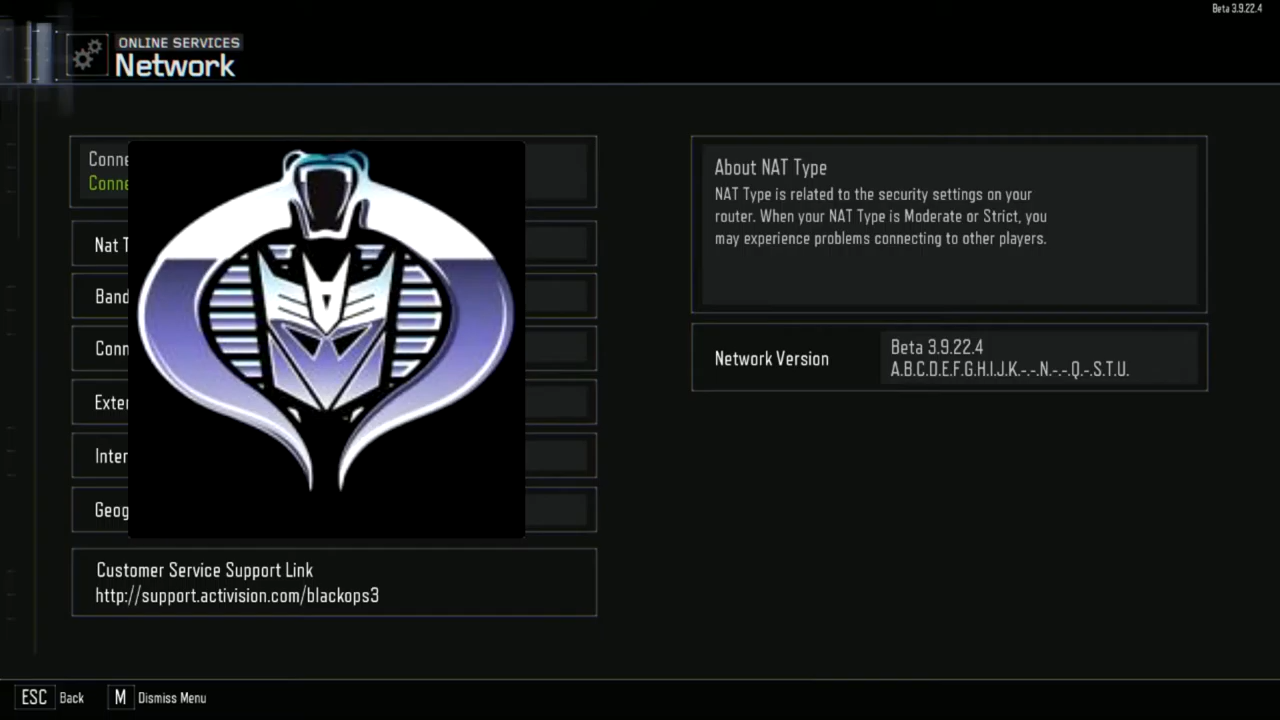 Beta 3.9.22.4
ONLINE SERVICES
Network
Conne
Conne
Nat T
Band
Conn
Exter
Inter
Geog
Customer Service Support Link
http://support.activision.com/blackops3
About NAT Type
NAT Type is related to the security settings on your
router. When your NAT Type is Moderate or Strict, you
may experience problems connecting to other players.
Network Version
Beta 3.9.22.4
A.B.C.D.E.F.G.H.I.J.K.-.-.N.-.-.Q.-.S.T.U.
ESC Back M Dismiss Menu